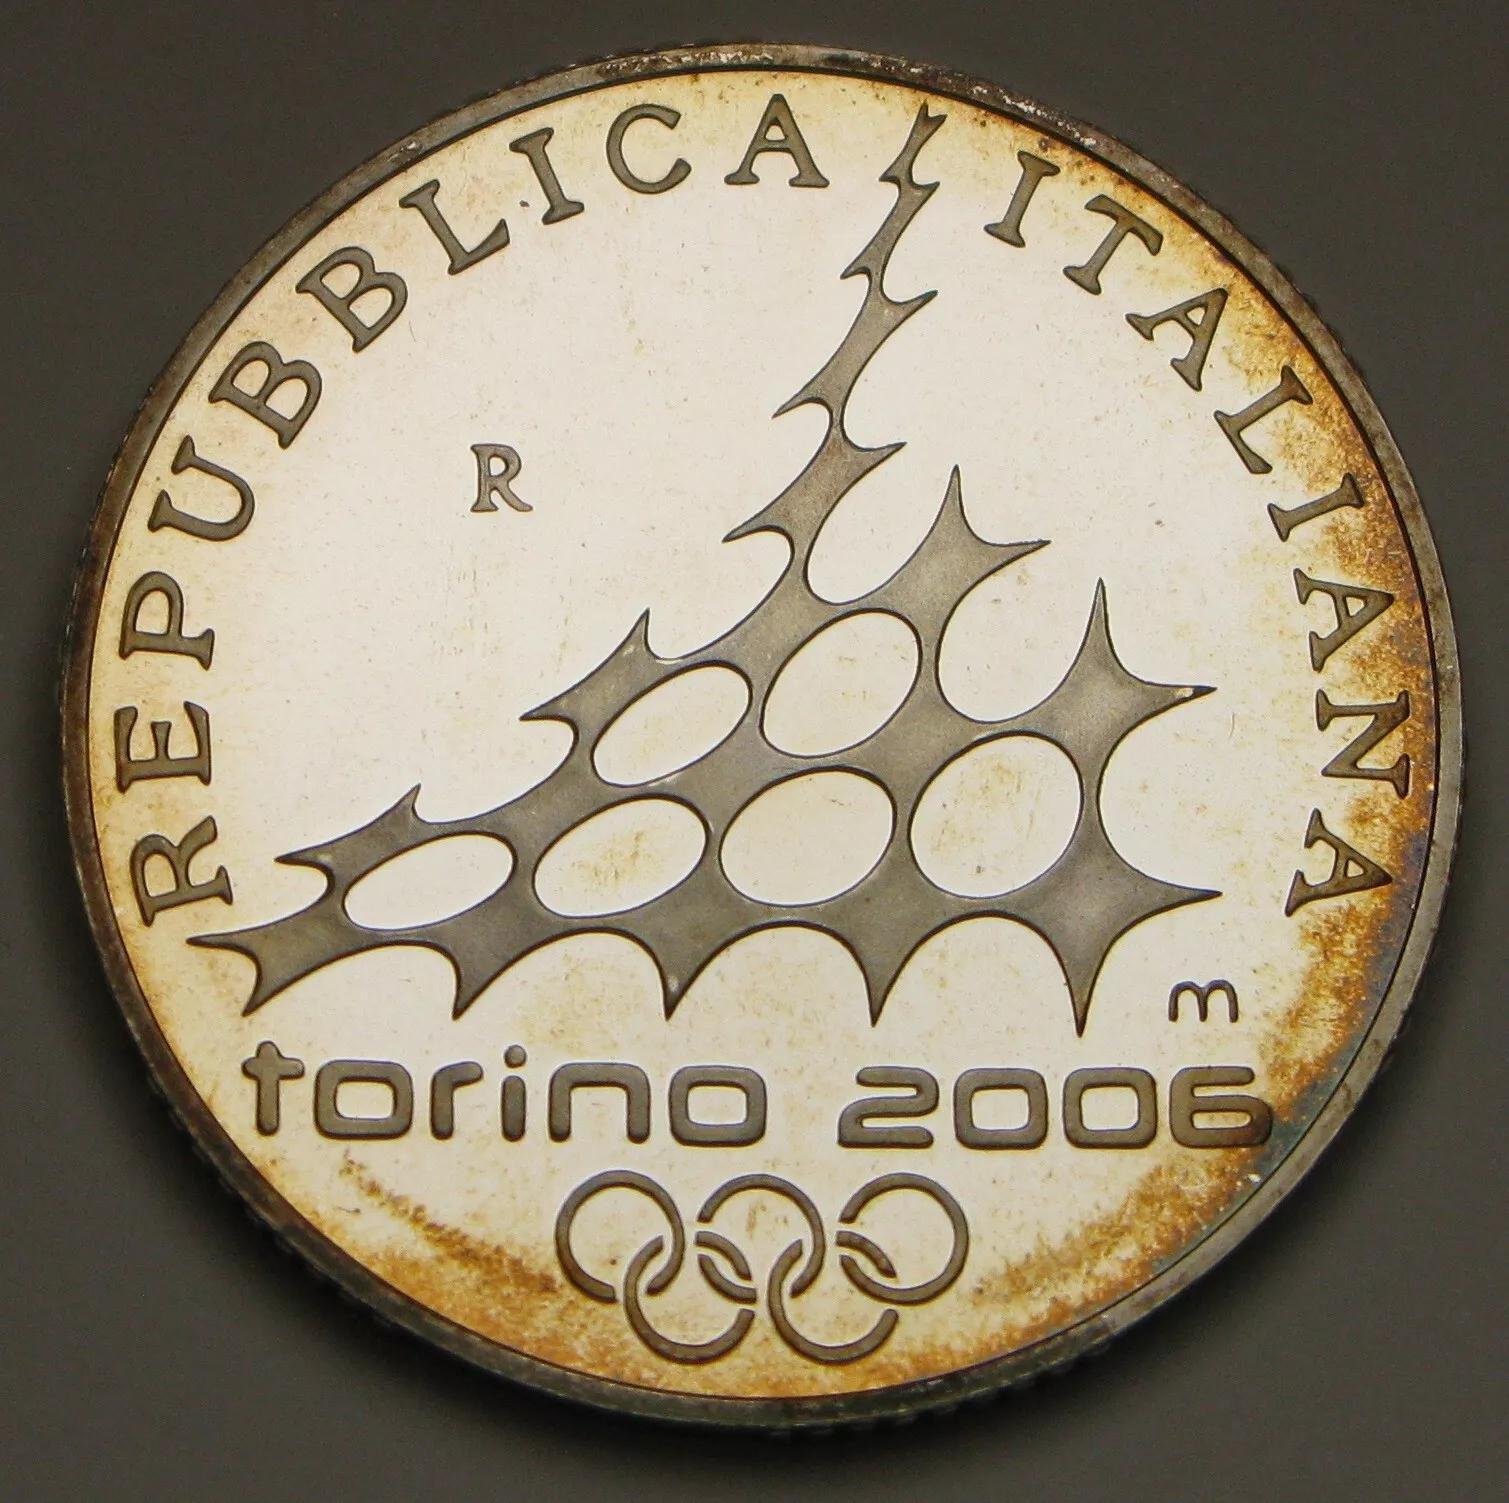 REPUBBLICA ITALIANA
R
m
torino 2006